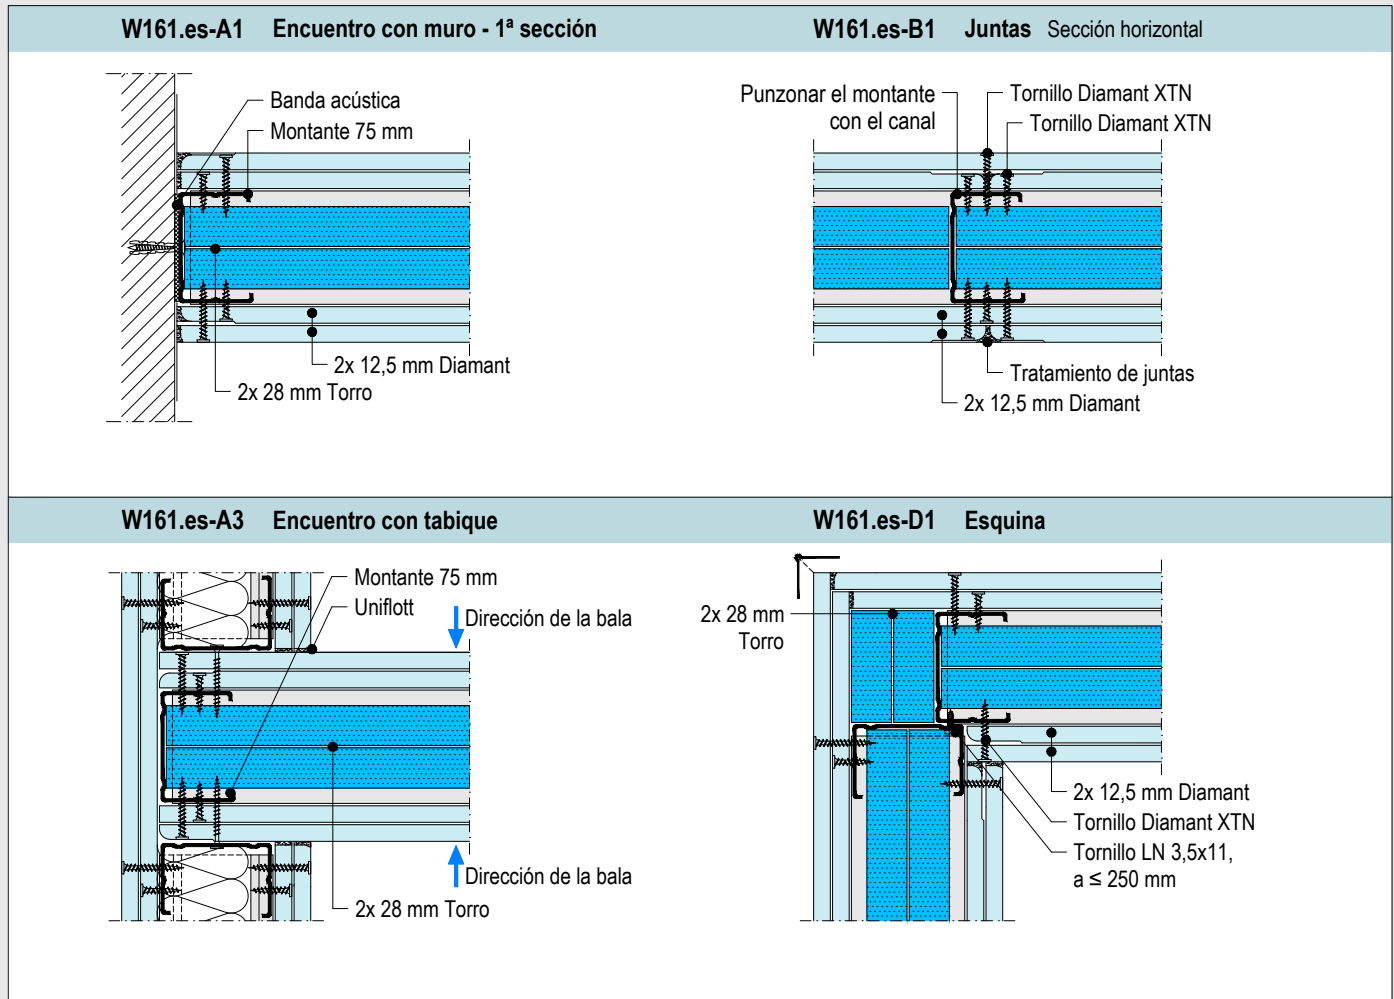 W161.es-A1 Encuentro con muro - 1ª sección
Banda acústica
Montante 75 mm
2x 12,5 mm Diamant
2x 28 mm Torro
W161.es-B1 Juntas Sección horizontal
Punzonar el montante
con el canal
Tornillo Diamant XTN
Tornillo Diamant XTN
Tratamiento de juntas
2x 12,5 mm Diamant
W161.es-A3 Encuentro con tabique
Montante 75 mm
Uniflott
Dirección de la bala
Dirección de la bala
2x 28 mm Torro
W161.es-D1 Esquina
2x 28 mm
Torro
2x 12,5 mm Diamant
Tornillo Diamant XTN
Tornillo LN 3,5x11,
a ≤ 250 mm